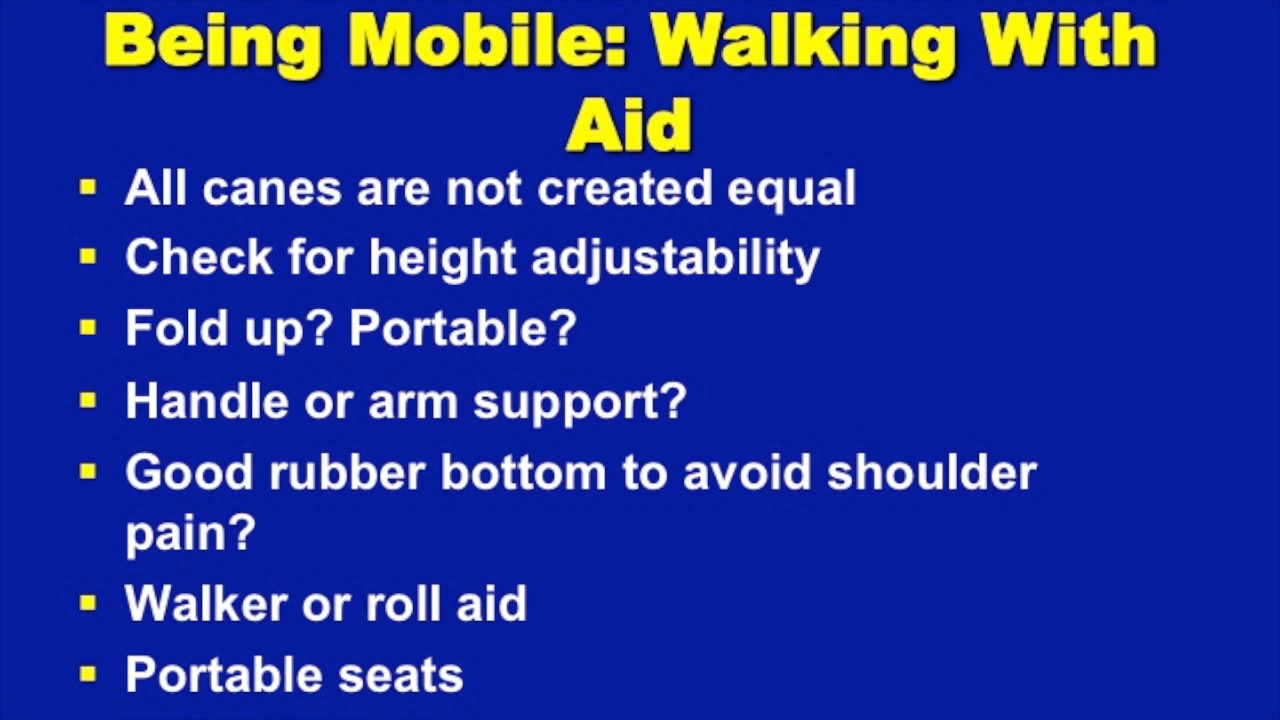 Being Mobile: Walking With
Aid
All canes are not created equal
Check for height adjustability
Fold up? Portable?
Handle or arm support?
Good rubber bottom to avoid shoulder
pain?
Walker or roll aid
Portable seats